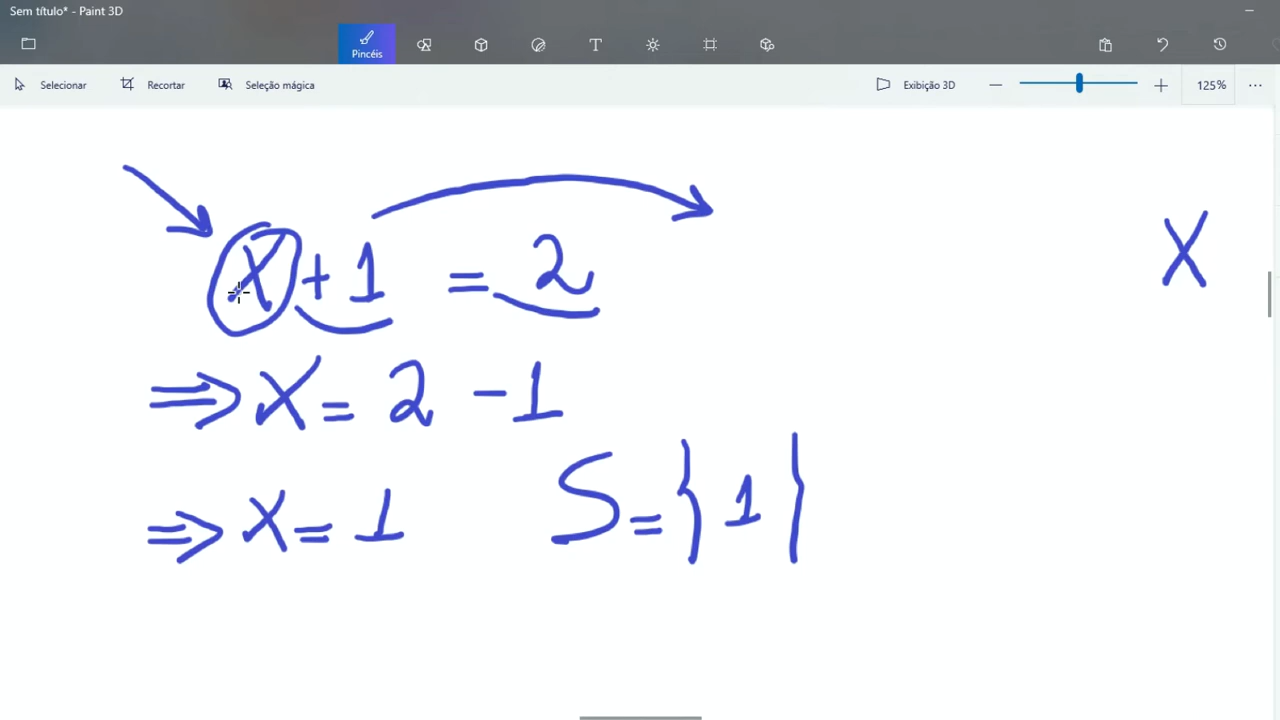 Sem título* - Paint 3D
Pincéis
Selecionar Recortar Seleção mágica Exibição 3D 125%
X + 1 = 2 X
⇒ X = 2 - 1
⇒ X = 1 S = { 1 }